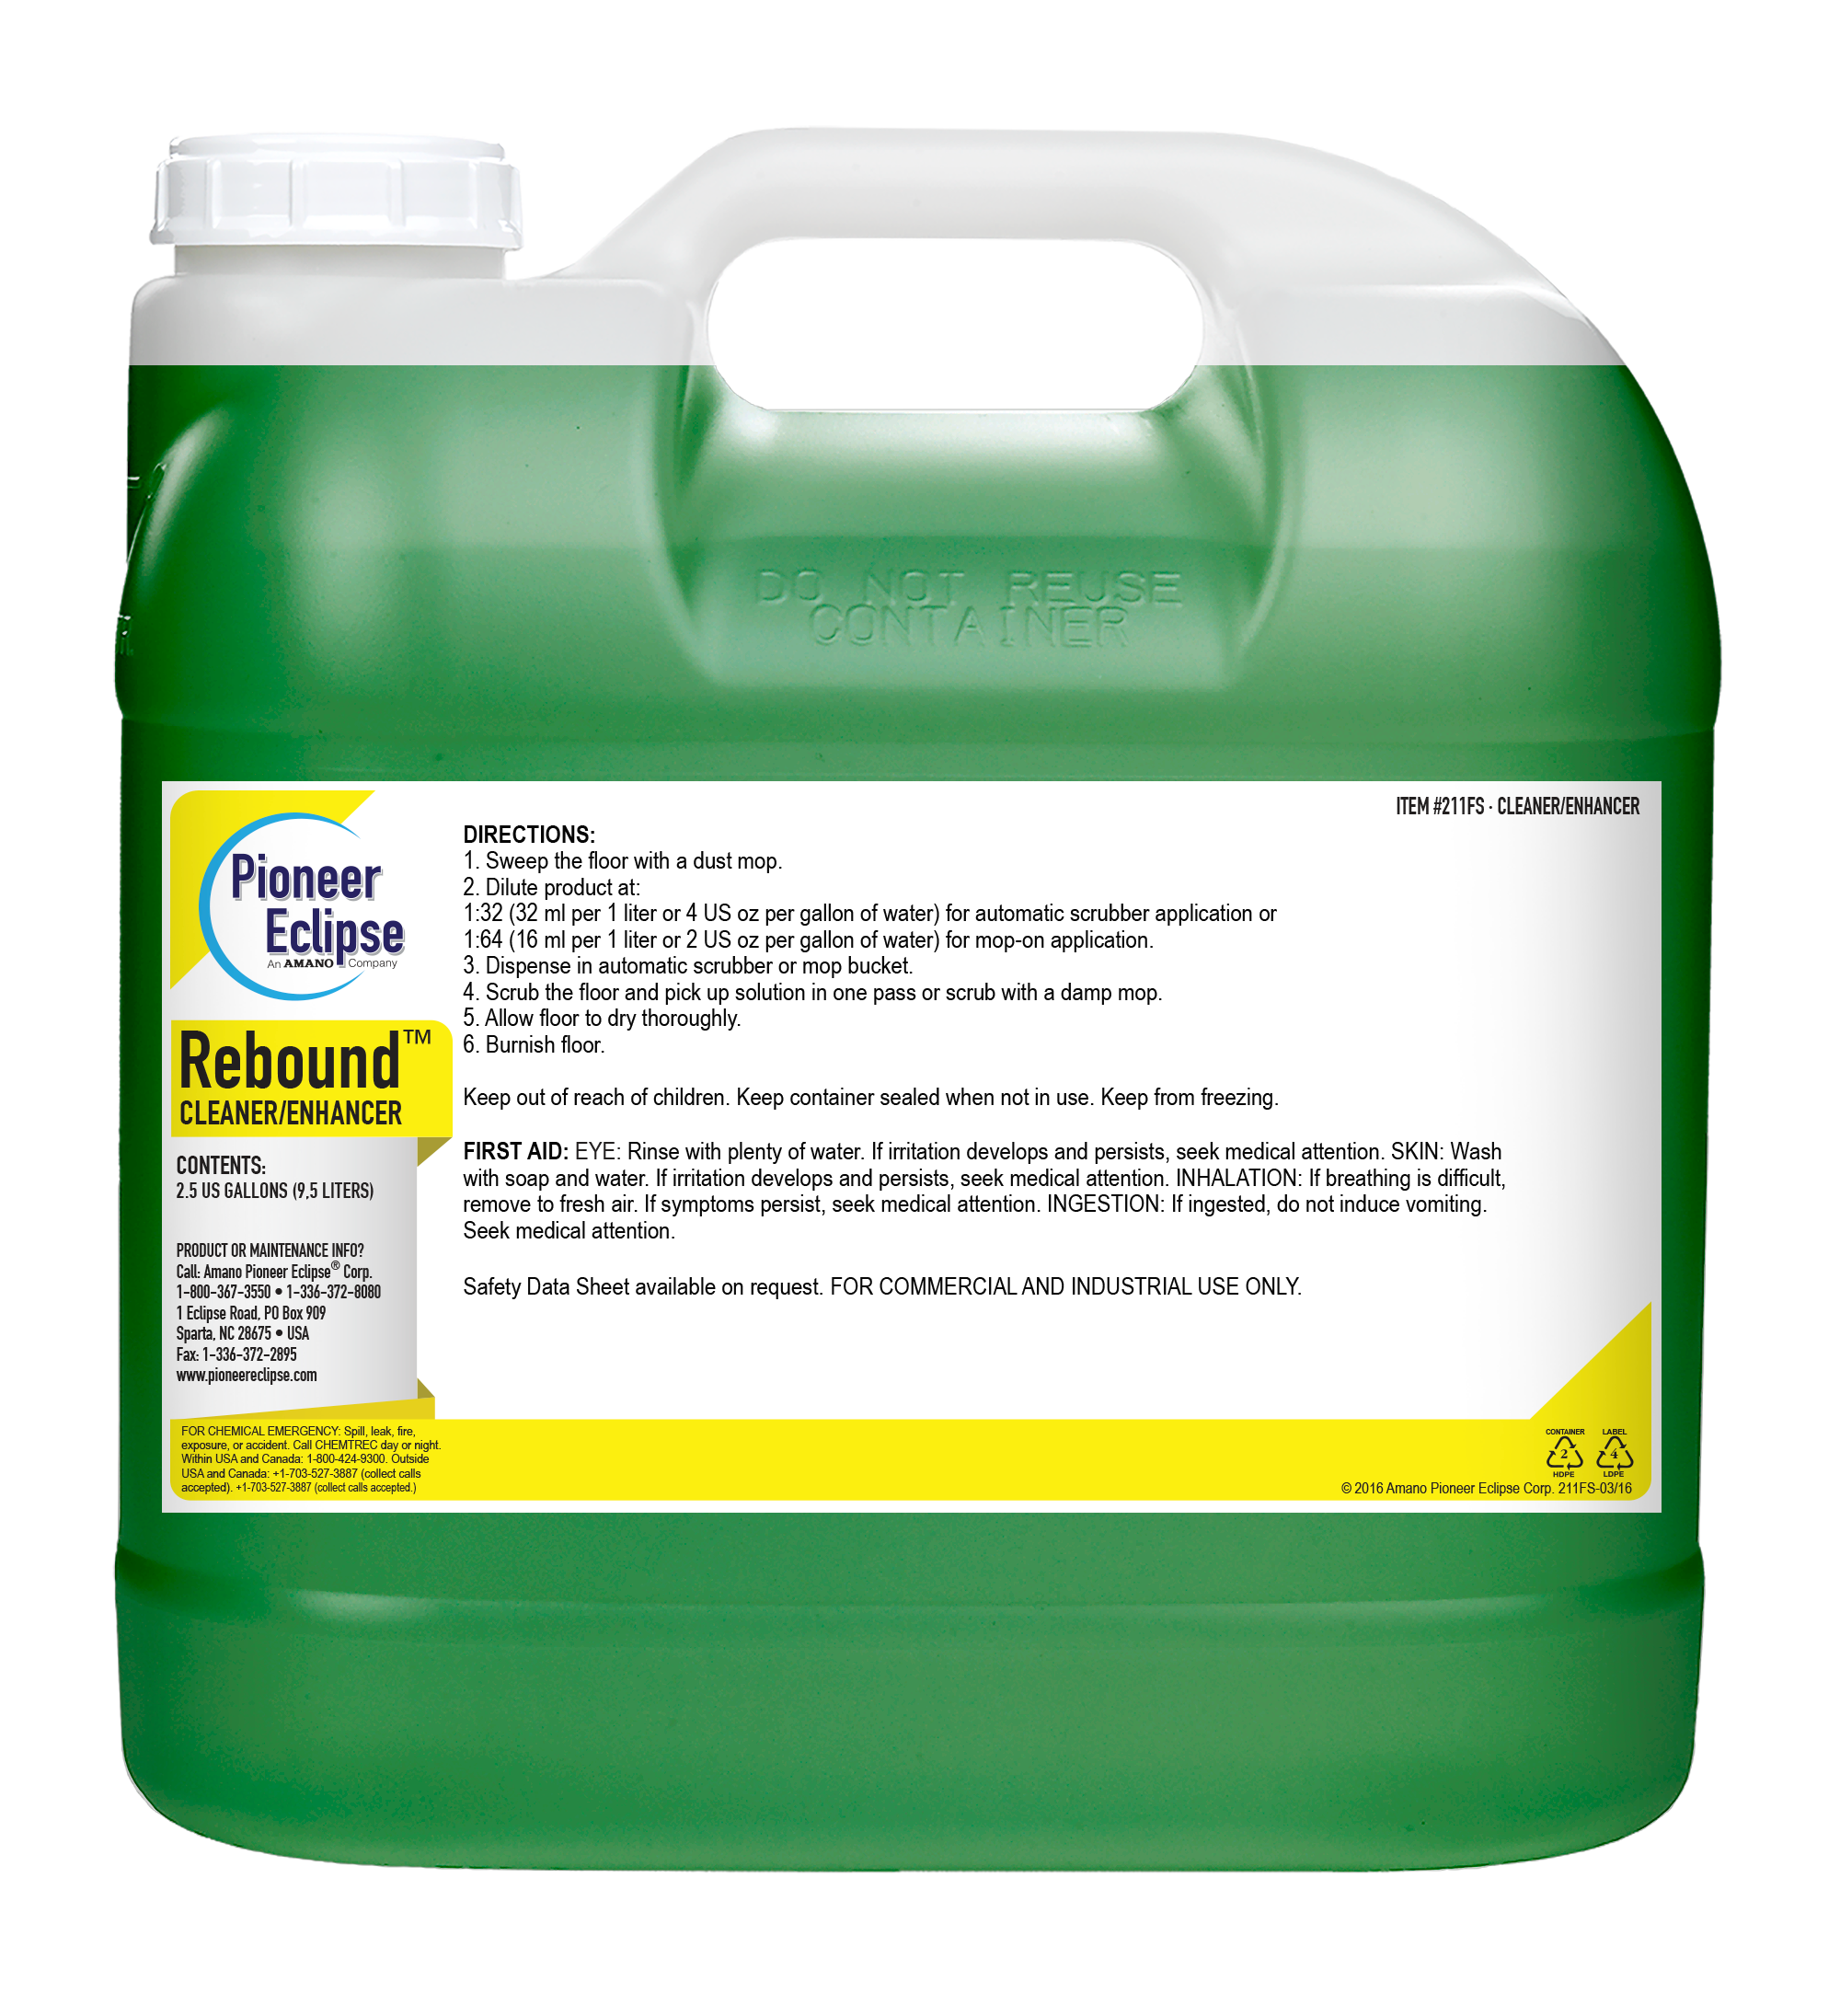 DO NOT REUSE
CONTAINER
ITEM #211FS · CLEANER/ENHANCER
Pioneer
Eclipse
An AMANO Company
Rebound™
CLEANER/ENHANCER
CONTENTS:
2.5 US GALLONS (9,5 LITERS)
PRODUCT OR MAINTENANCE INFO?
Call: Amano Pioneer Eclipse® Corp.
1-800-367-3550 • 1-336-372-8080
1 Eclipse Road, PO Box 909
Sparta, NC 28675 • USA
Fax: 1-336-372-2895
www.pioneereclipse.com
DIRECTIONS:
1. Sweep the floor with a dust mop.
2. Dilute product at:
1:32 (32 ml per 1 liter or 4 US oz per gallon of water) for automatic scrubber application or
1:64 (16 ml per 1 liter or 2 US oz per gallon of water) for mop-on application.
3. Dispense in automatic scrubber or mop bucket.
4. Scrub the floor and pick up solution in one pass or scrub with a damp mop.
5. Allow floor to dry thoroughly.
6. Burnish floor.
Keep out of reach of children. Keep container sealed when not in use. Keep from freezing.
FIRST AID: EYE: Rinse with plenty of water. If irritation develops and persists, seek medical attention. SKIN: Wash
with soap and water. If irritation develops and persists, seek medical attention. INHALATION: If breathing is difficult,
remove to fresh air. If symptoms persist, seek medical attention. INGESTION: If ingested, do not induce vomiting.
Seek medical attention.
Safety Data Sheet available on request. FOR COMMERCIAL AND INDUSTRIAL USE ONLY.
FOR CHEMICAL EMERGENCY: Spill, leak, fire,
exposure, or accident. Call CHEMTREC day or night.
Within USA and Canada: 1-800-424-9300. Outside
USA and Canada: +1-703-527-3887 (collect calls
accepted). +1-703-527-3887 (collect calls accepted.)
CONTAINER
2
HDPE
LABEL
4
LDPE
© 2016 Amano Pioneer Eclipse Corp. 211FS-03/16